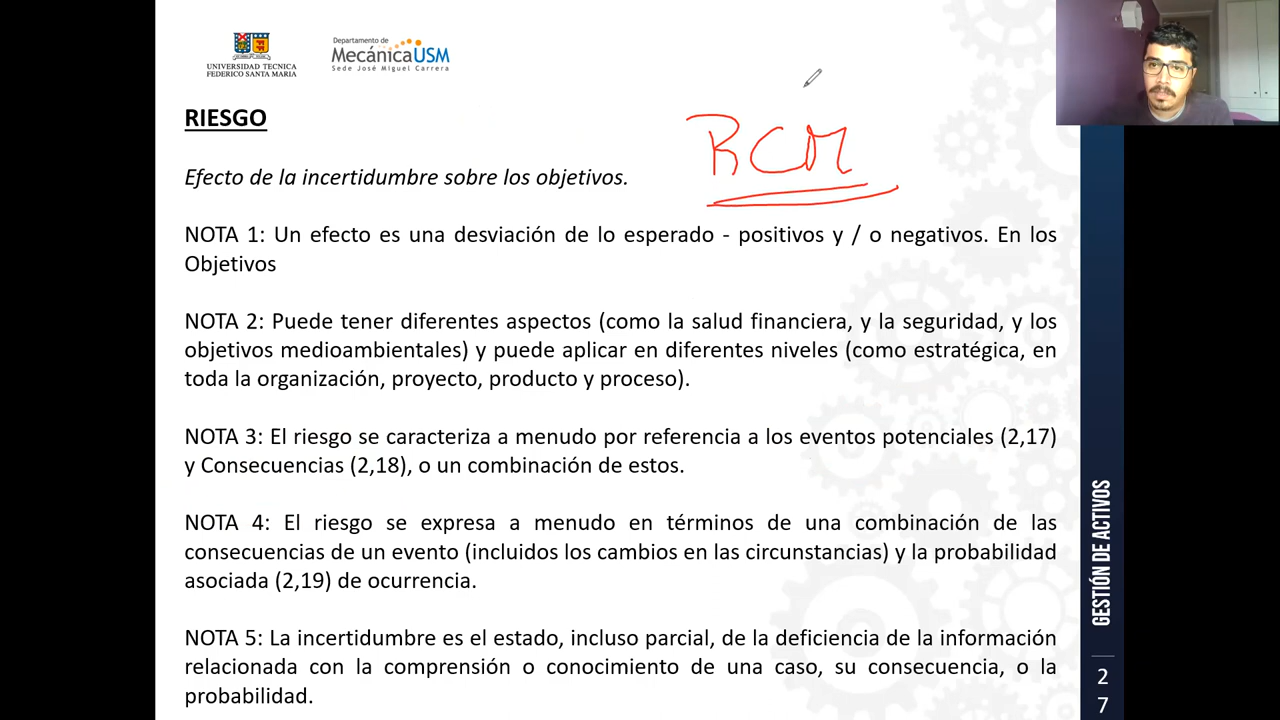 UNIVERSIDAD TECNICA
FEDERICO SANTA MARIA
Departamento de
MecánicaUSM
Sede José Miguel Carrera
RIESGO
RCM
Efecto de la incertidumbre sobre los objetivos.
NOTA 1: Un efecto es una desviación de lo esperado - positivos y / o negativos. En los
Objetivos
NOTA 2: Puede tener diferentes aspectos (como la salud financiera, y la seguridad, y los
objetivos medioambientales) y puede aplicar en diferentes niveles (como estratégica, en
toda la organización, proyecto, producto y proceso).
NOTA 3: El riesgo se caracteriza a menudo por referencia a los eventos potenciales (2,17)
y Consecuencias (2,18), o un combinación de estos.
NOTA 4: El riesgo se expresa a menudo en términos de una combinación de las
consecuencias de un evento (incluidos los cambios en las circunstancias) y la probabilidad
asociada (2,19) de ocurrencia.
NOTA 5: La incertidumbre es el estado, incluso parcial, de la deficiencia de la información
relacionada con la comprensión o conocimiento de una caso, su consecuencia, o la
probabilidad.
GESTIÓN DE ACTIVOS
2
7